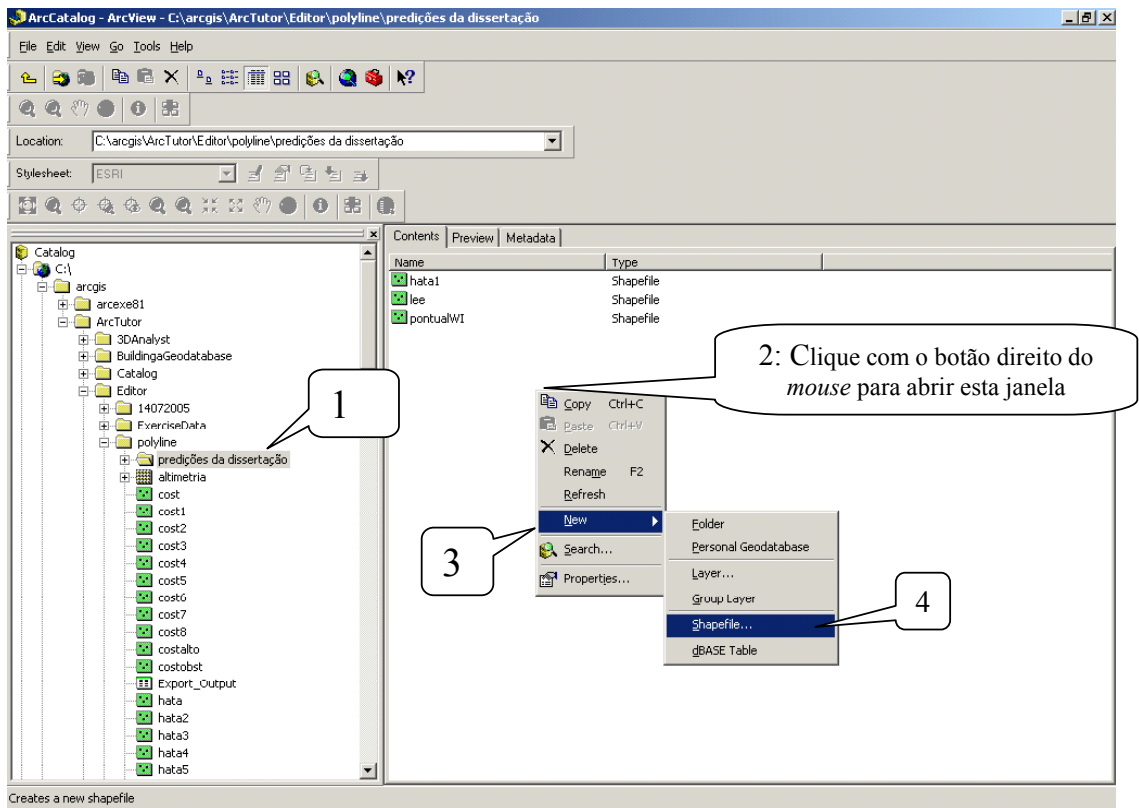 ArcCatalog - ArcView - C:\arcgis\ArcTutor\Editor\polyline\predições da dissertação
File Edit View Go Tools Help
Location: C:\arcgis\ArcTutor\Editor\polyline\predições da dissertação
Stylesheet: ESRI
Catalog
C:\
arcgis
arcexe81
ArcTutor
3DAnalyst
BuildingaGeodatabase
Catalog
Editor
14072005
ExerciseData
polyline
predições da dissertação
altimetria
cost
cost1
cost2
cost3
cost4
cost5
cost6
cost7
cost8
costalto
costobst
Export_Output
hata
hata2
hata3
hata4
hata5
1
Contents Preview Metadata
Name Type
hata1 Shapefile
lee Shapefile
pontualWI Shapefile
2: Clique com o botão direito do
mouse para abrir esta janela
Copy Ctrl+C
Paste Ctrl+V
Delete
Rename F2
Refresh
New
Search...
Properties...
3
Folder
Personal Geodatabase
Layer...
Group Layer
Shapefile...
dBASE Table
4
Creates a new shapefile